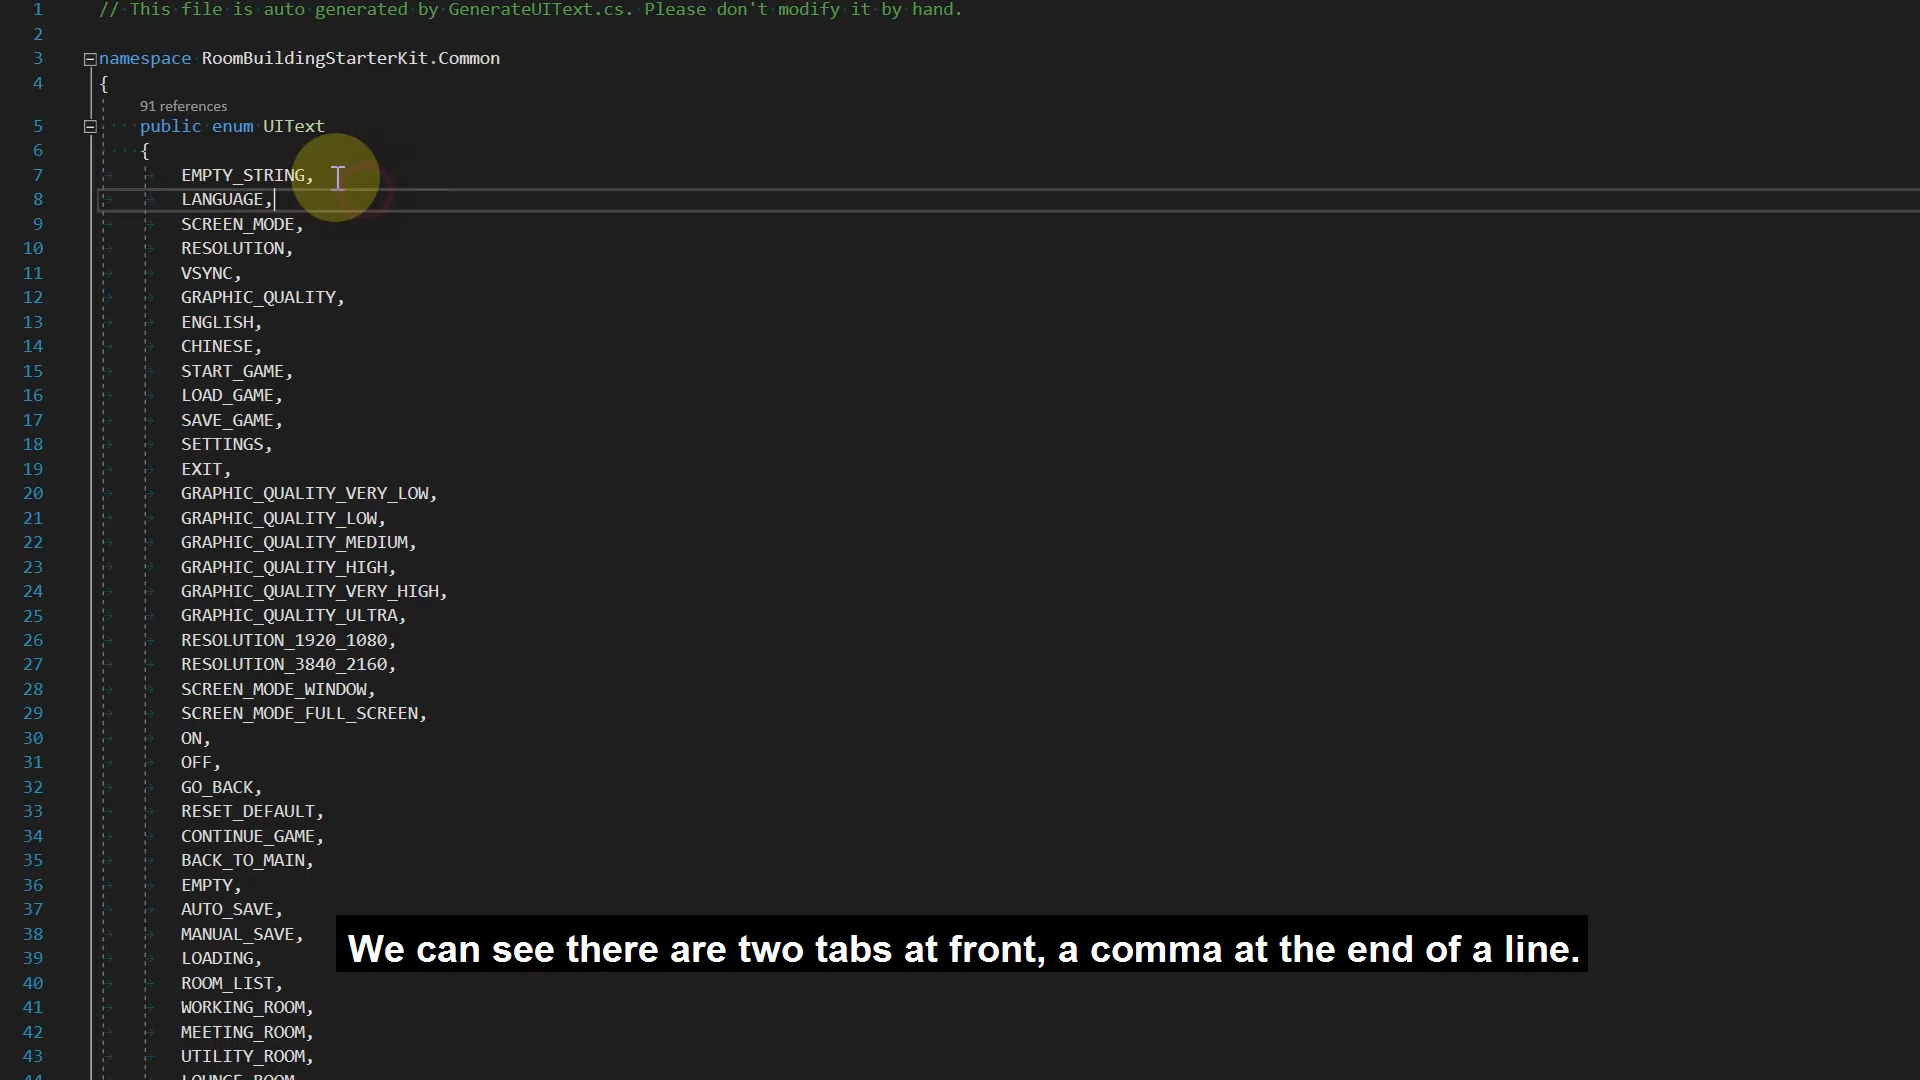 1 // This file is auto generated by GenerateUIText.cs. Please don't modify it by hand.
2
3 namespace RoomBuildingStarterKit.Common
4 {
91 references
5 public enum UIText
6 {
7 EMPTY_STRING,
8 LANGUAGE,
9 SCREEN_MODE,
10 RESOLUTION,
11 VSYNC,
12 GRAPHIC_QUALITY,
13 ENGLISH,
14 CHINESE,
15 START_GAME,
16 LOAD_GAME,
17 SAVE_GAME,
18 SETTINGS,
19 EXIT,
20 GRAPHIC_QUALITY_VERY_LOW,
21 GRAPHIC_QUALITY_LOW,
22 GRAPHIC_QUALITY_MEDIUM,
23 GRAPHIC_QUALITY_HIGH,
24 GRAPHIC_QUALITY_VERY_HIGH,
25 GRAPHIC_QUALITY_ULTRA,
26 RESOLUTION_1920_1080,
27 RESOLUTION_3840_2160,
28 SCREEN_MODE_WINDOW,
29 SCREEN_MODE_FULL_SCREEN,
30 ON,
31 OFF,
32 GO_BACK,
33 RESET_DEFAULT,
34 CONTINUE_GAME,
35 BACK_TO_MAIN,
36 EMPTY,
37 AUTO_SAVE,
38 MANUAL_SAVE,
39 LOADING,
40 ROOM_LIST,
41 WORKING_ROOM,
42 MEETING_ROOM,
43 UTILITY_ROOM,
44 LOUNGE_ROOM
We can see there are two tabs at front, a comma at the end of a line.